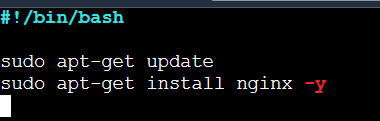 #!/bin/bash
sudo apt-get update
sudo apt-get install nginx -y